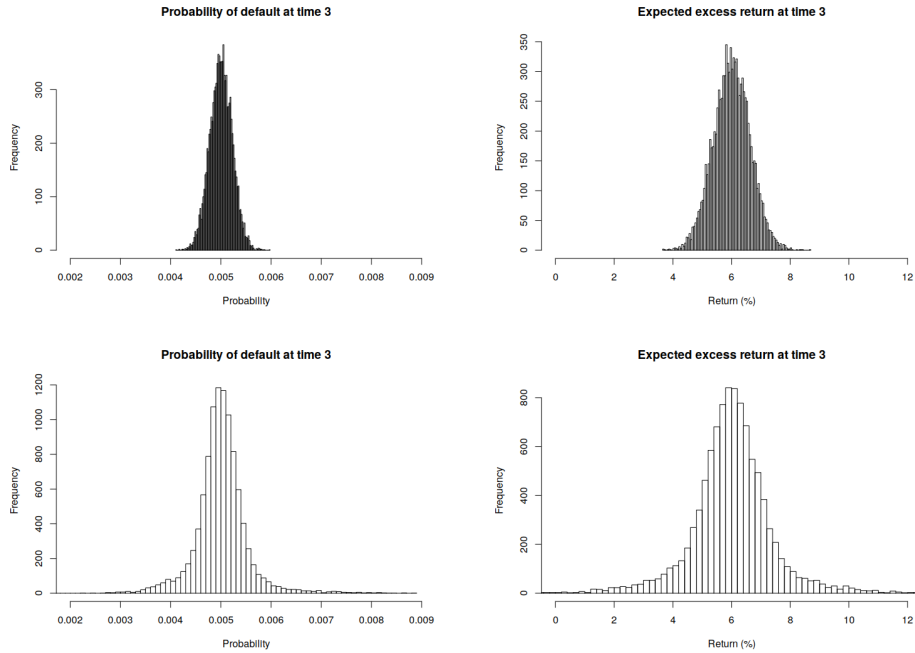 Probability of default at time 3
Frequency
0 100 200 300
0.002 0.003 0.004 0.005 0.006 0.007 0.008 0.009
Probability
Expected excess return at time 3
Frequency
0 50 100 150 200 250 300 350
0 2 4 6 8 10 12
Return (%)
Probability of default at time 3
Frequency
0 200 400 600 800 1000 1200
0.002 0.003 0.004 0.005 0.006 0.007 0.008 0.009
Probability
Expected excess return at time 3
Frequency
0 200 400 600 800
0 2 4 6 8 10 12
Return (%)